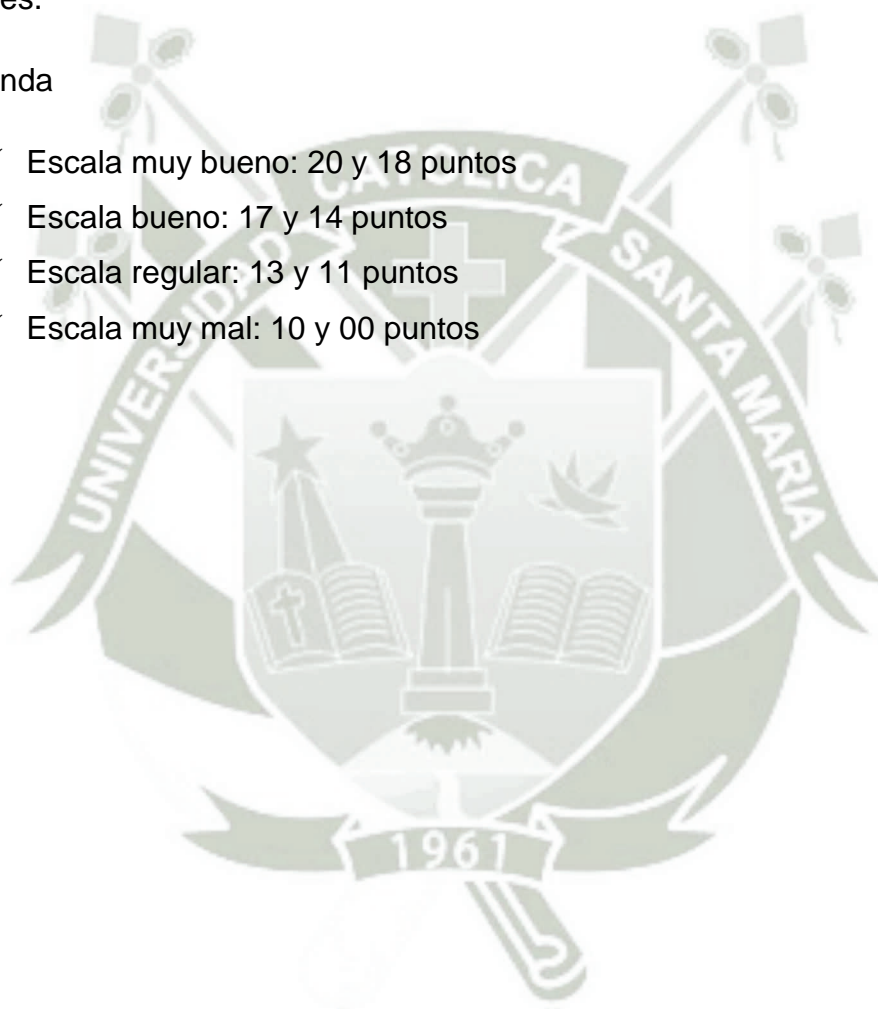 es.
nda
Escala muy bueno: 20 y 18 puntos
Escala bueno: 17 y 14 puntos
Escala regular: 13 y 11 puntos
Escala muy mal: 10 y 00 puntos
UNIVERSIDAD CATOLICA SANTA MARIA
1961